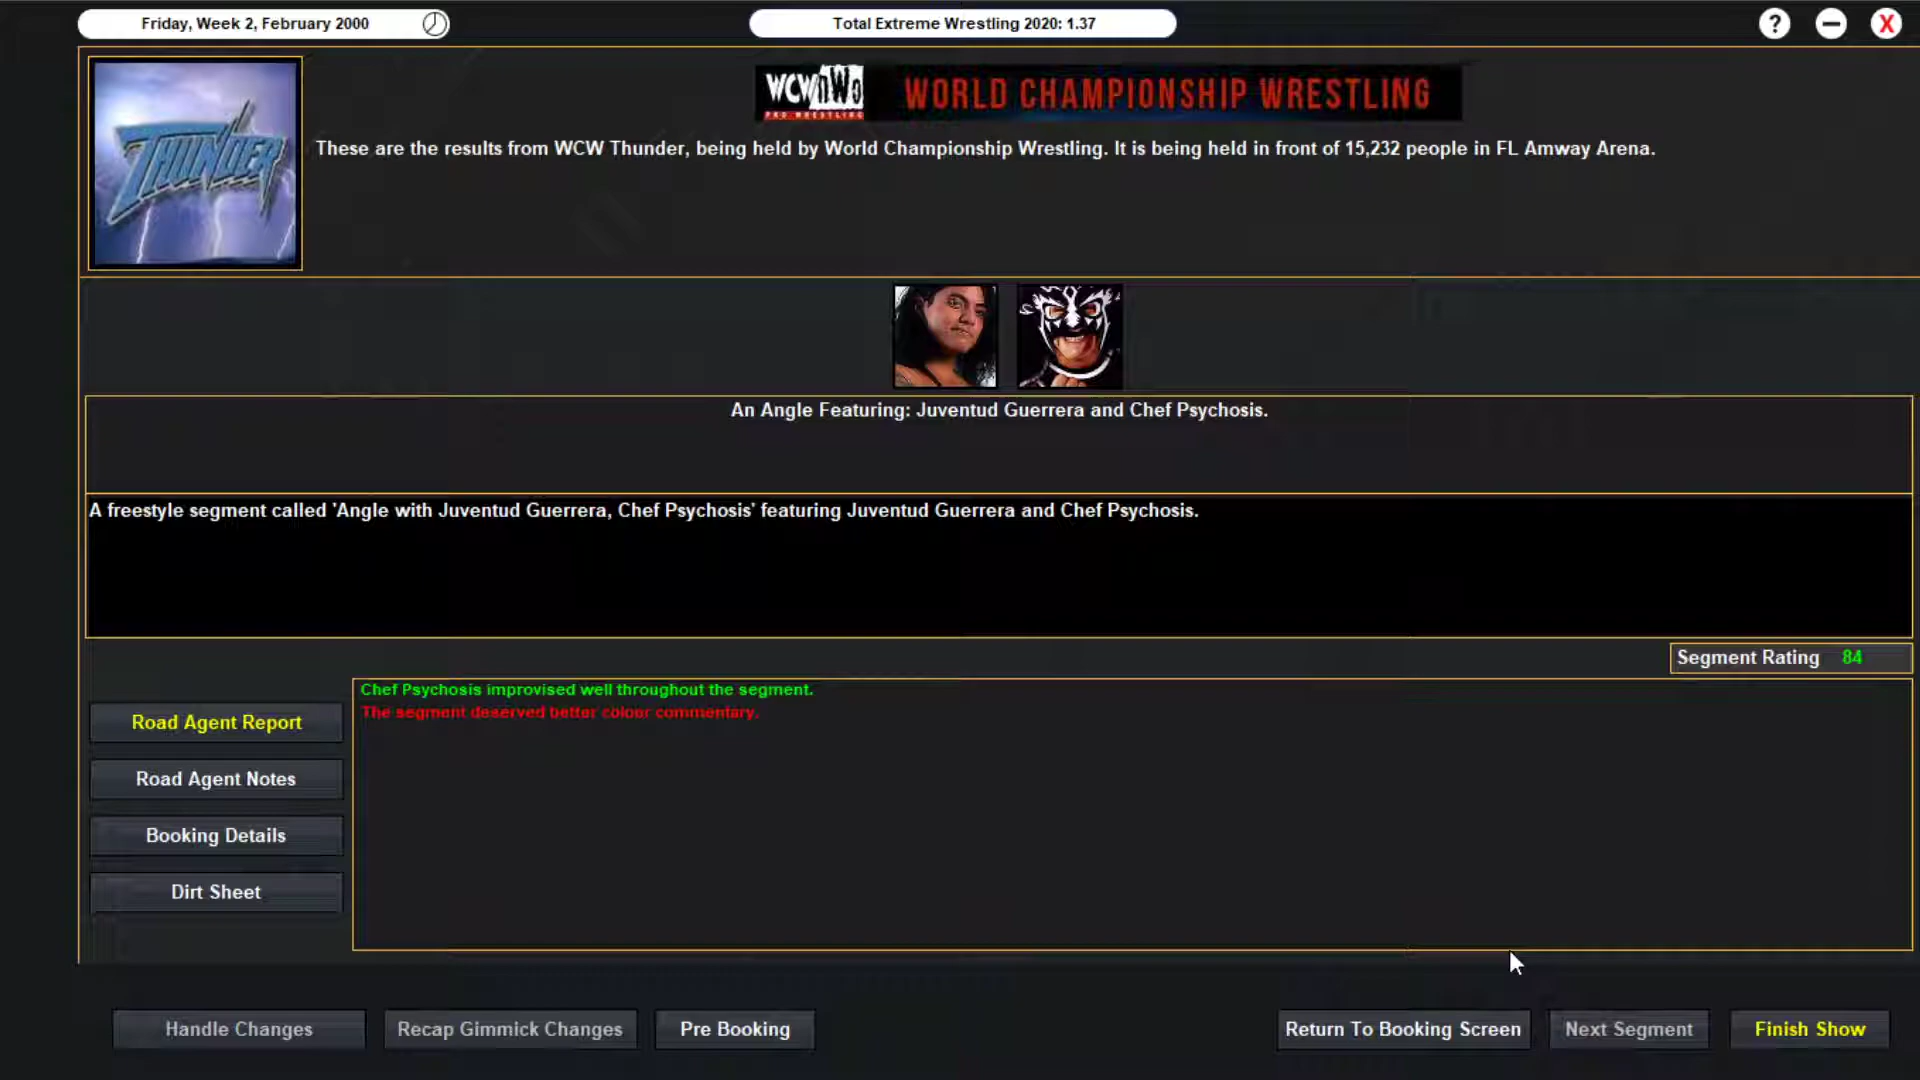 Friday, Week 2, February 2000
Total Extreme Wrestling 2020: 1.37
?
X
THUNDER
WCW nWo
PRO WRESTLING
WORLD CHAMPIONSHIP WRESTLING
These are the results from WCW Thunder, being held by World Championship Wrestling. It is being held in front of 15,232 people in FL Amway Arena.
An Angle Featuring: Juventud Guerrera and Chef Psychosis.
A freestyle segment called 'Angle with Juventud Guerrera, Chef Psychosis' featuring Juventud Guerrera and Chef Psychosis.
Segment Rating 84
Chef Psychosis improvised well throughout the segment.
The segment deserved better colour commentary.
Road Agent Report
Road Agent Notes
Booking Details
Dirt Sheet
Handle Changes
Recap Gimmick Changes
Pre Booking
Return To Booking Screen
Next Segment
Finish Show